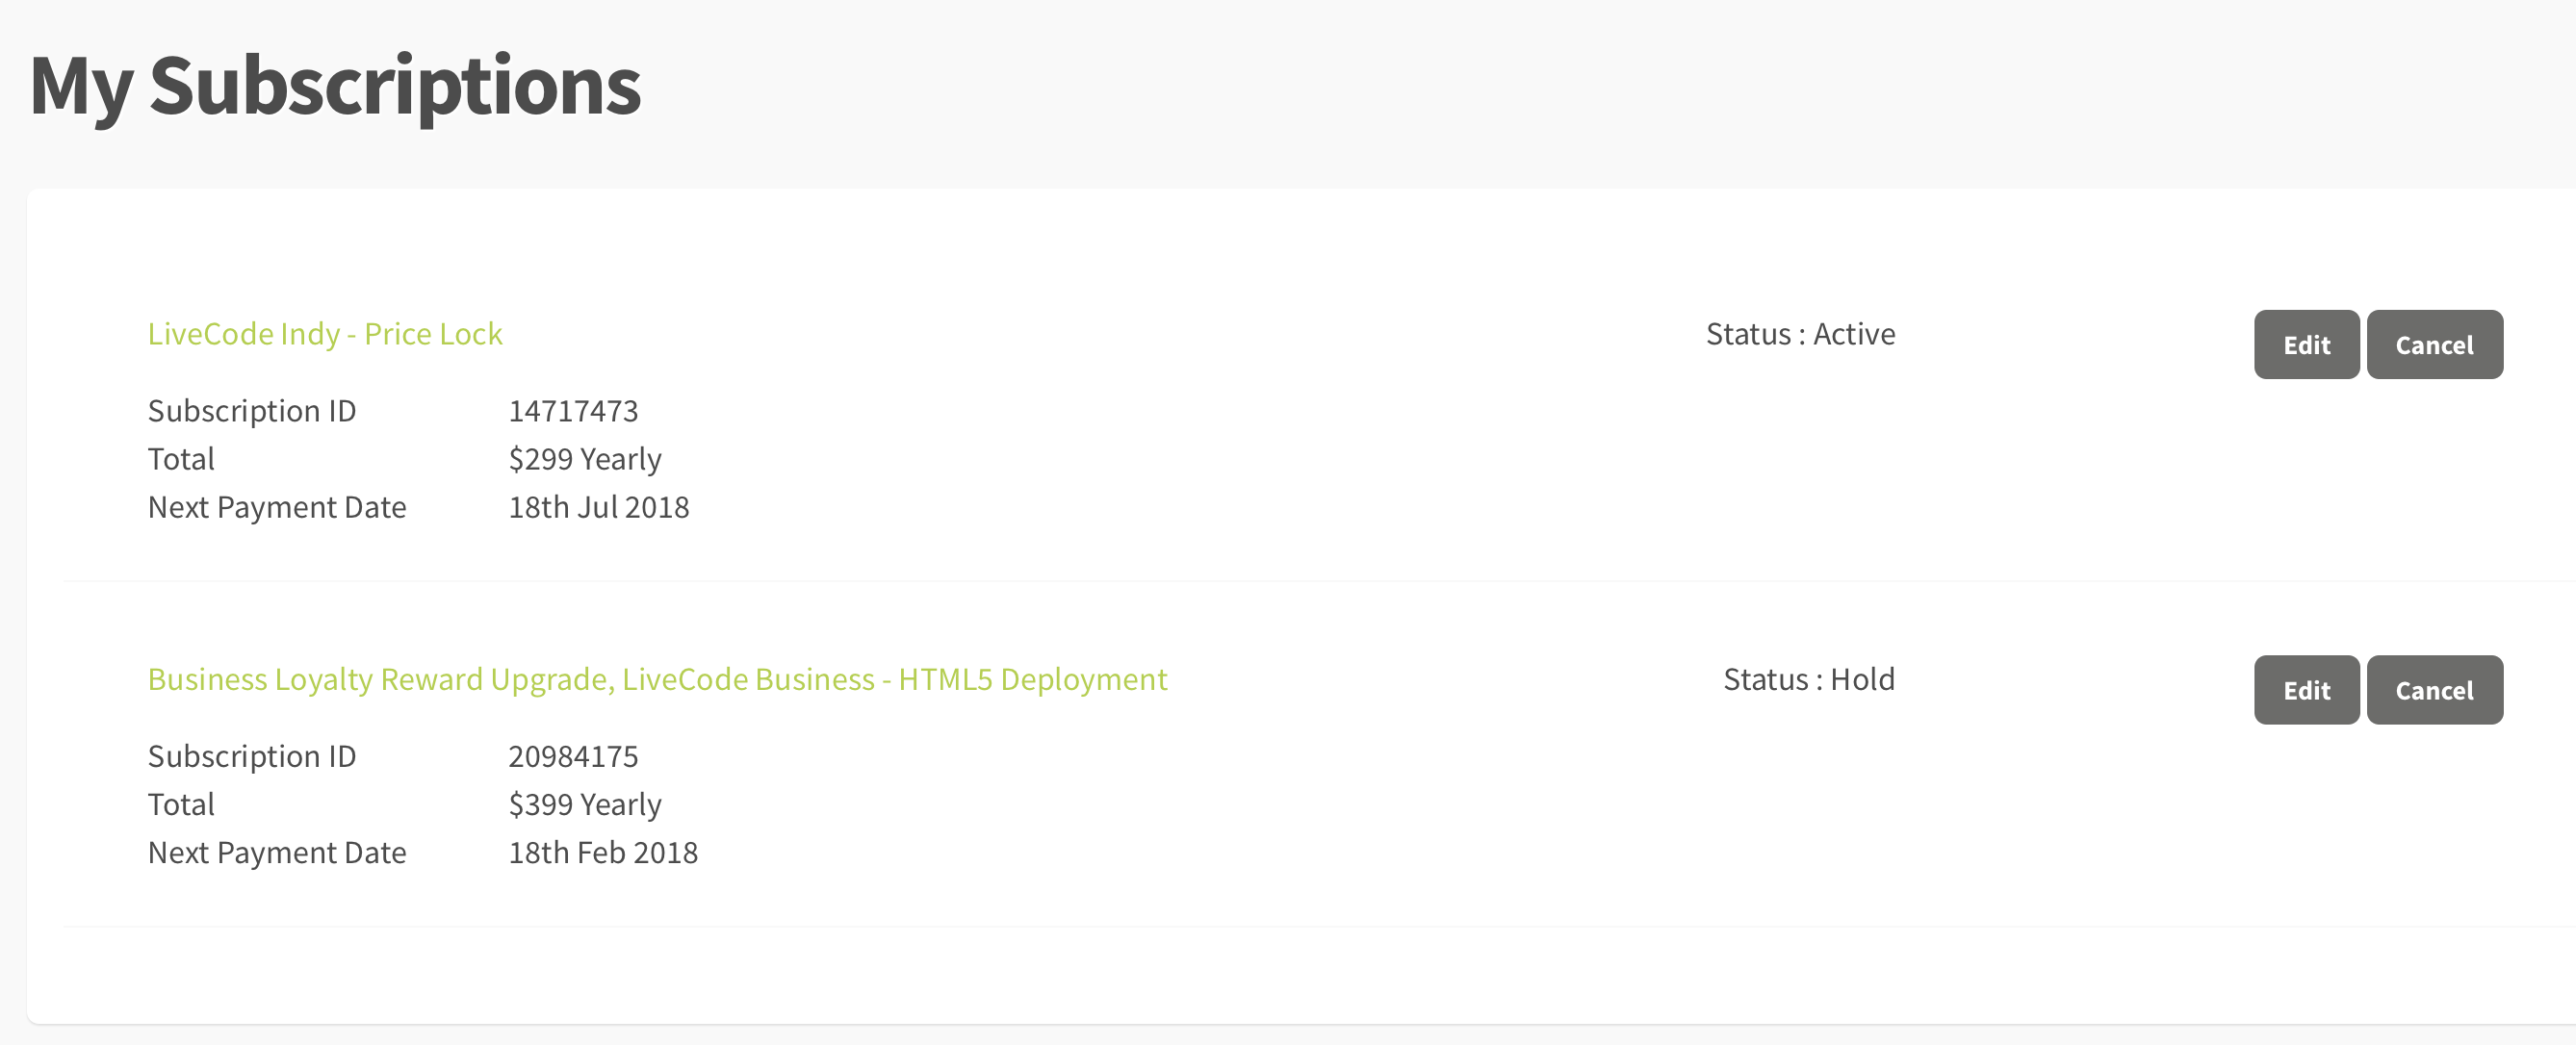 My Subscriptions
LiveCode Indy - Price Lock Status : Active Edit Cancel
Subscription ID 14717473
Total $299 Yearly
Next Payment Date 18th Jul 2018
Business Loyalty Reward Upgrade, LiveCode Business - HTML5 Deployment Status : Hold Edit Cancel
Subscription ID 20984175
Total $399 Yearly
Next Payment Date 18th Feb 2018